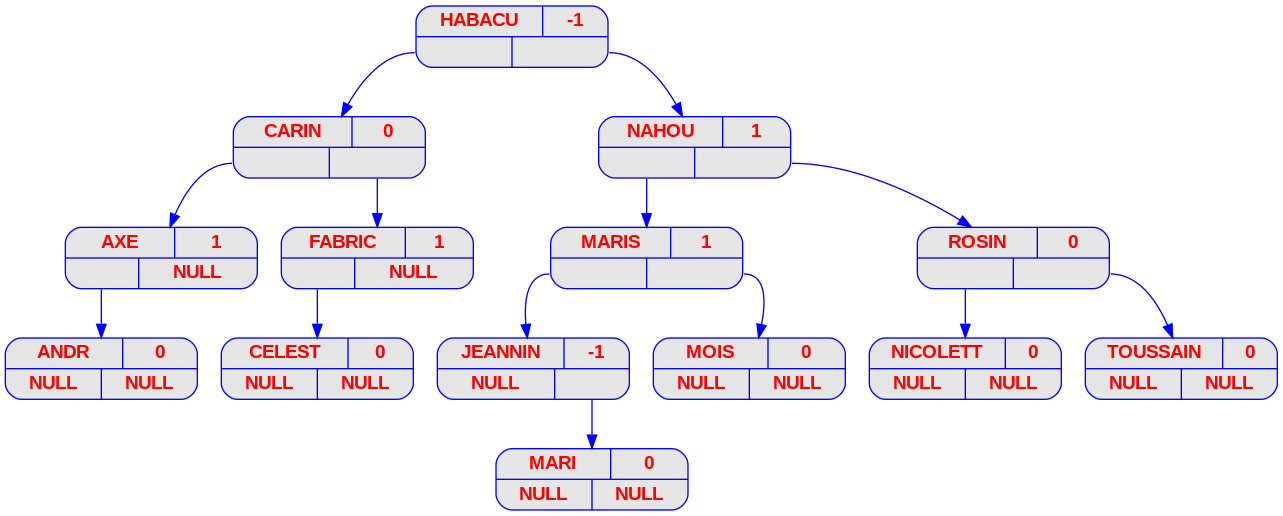 HABACU -1
CARIN 0 NAHOU 1
AXE 1 FABRIC 1 MARIS 1 ROSIN 0
NULL NULL
ANDR 0 CELEST 0 JEANNIN -1 MOIS 0 NICOLETT 0 TOUSSAIN 0
NULL NULL NULL NULL NULL NULL NULL NULL NULL NULL NULL
MARI 0
NULL NULL